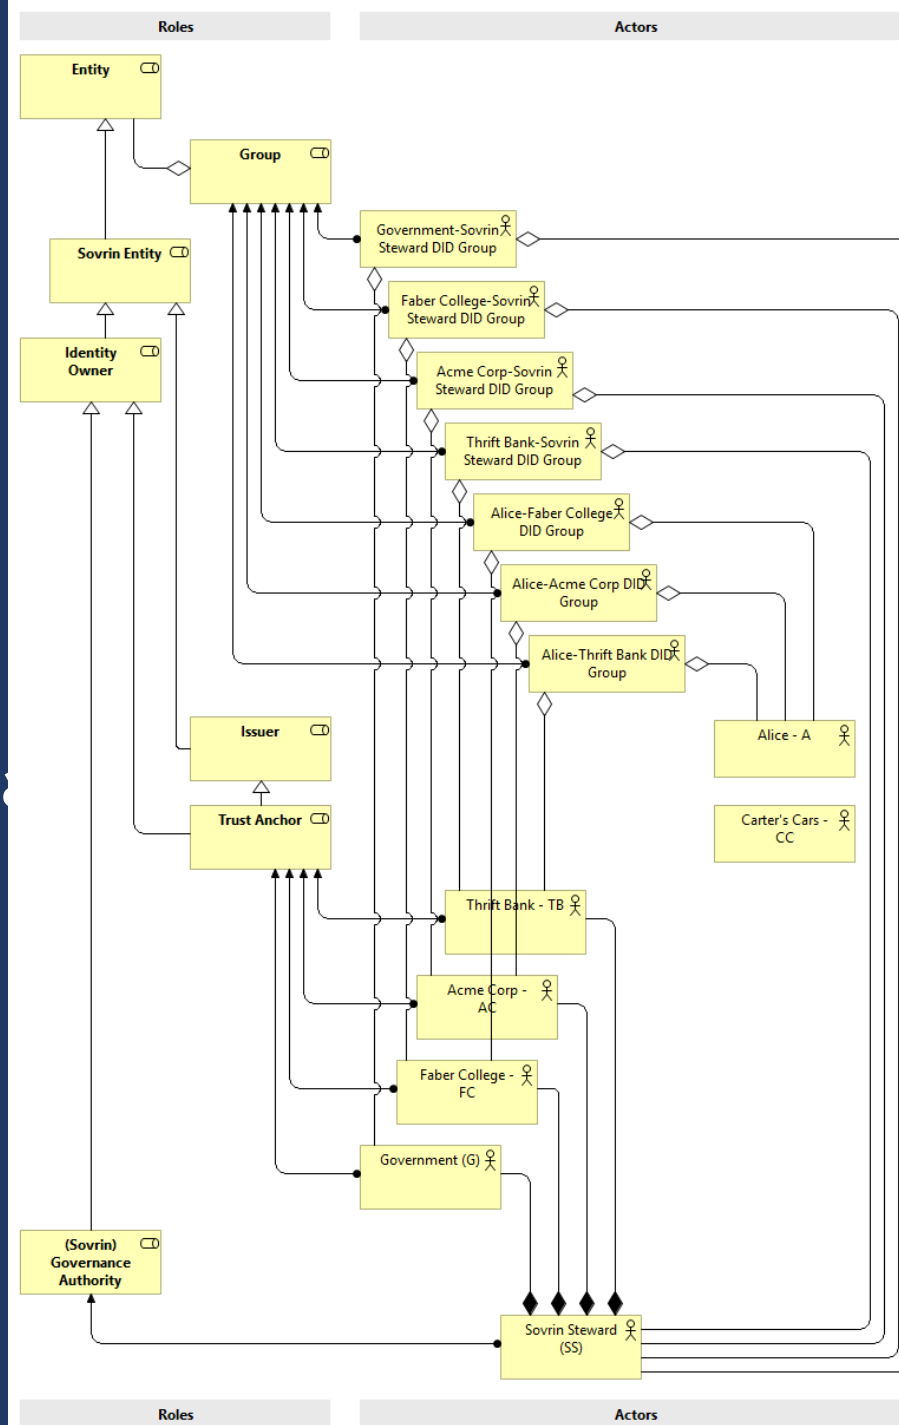 Roles
Actors
Entity
Group
Government-Sovrin
Steward DID Group
Sovrin Entity
Faber College-Sovrin
Steward DID Group
Identity
Owner
Acme Corp-Sovrin
Steward DID Group
Thrift Bank-Sovrin
Steward DID Group
Alice-Faber College
DID Group
Alice-Acme Corp DID
Group
Alice-Thrift Bank DID
Group
Issuer
Alice - A
Trust Anchor
Carter's Cars -
CC
Thrift Bank - TB
Acme Corp -
AC
Faber College -
FC
Government (G)
(Sovrin)
Governance
Authority
Sovrin Steward
(SS)
Roles
Actors